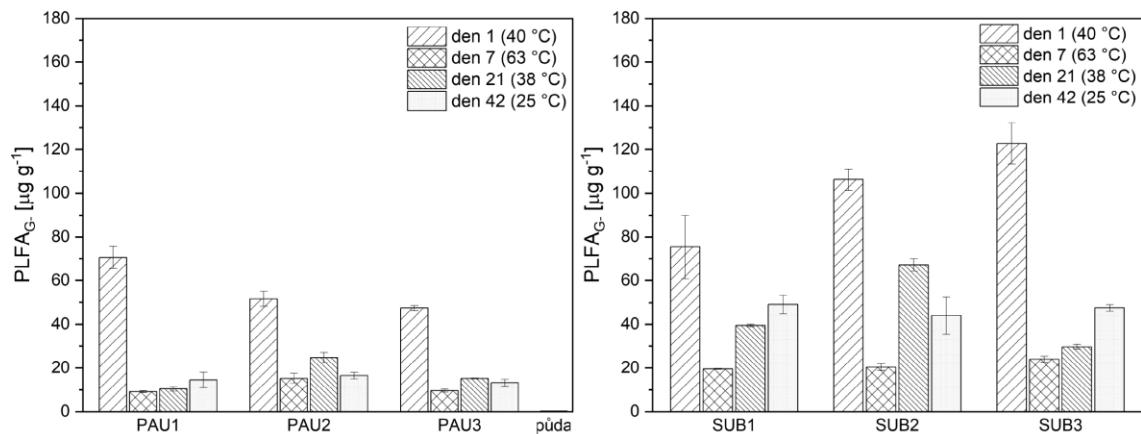 PLFA_G- [µg g⁻¹]
180
160
140
120
100
80
60
40
20
0
den 1 (40 °C)
den 7 (63 °C)
den 21 (38 °C)
den 42 (25 °C)
PAU1 PAU2 PAU3 půda
PLFA_G- [µg g⁻¹]
180
160
140
120
100
80
60
40
20
0
den 1 (40 °C)
den 7 (63 °C)
den 21 (38 °C)
den 42 (25 °C)
SUB1 SUB2 SUB3